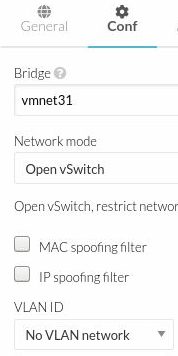 General
Conf
Bridge
vmnet31
Network mode
Open vSwitch
Open vSwitch, restrict networ
MAC spoofing filter
IP spoofing filter
VLAN ID
No VLAN network